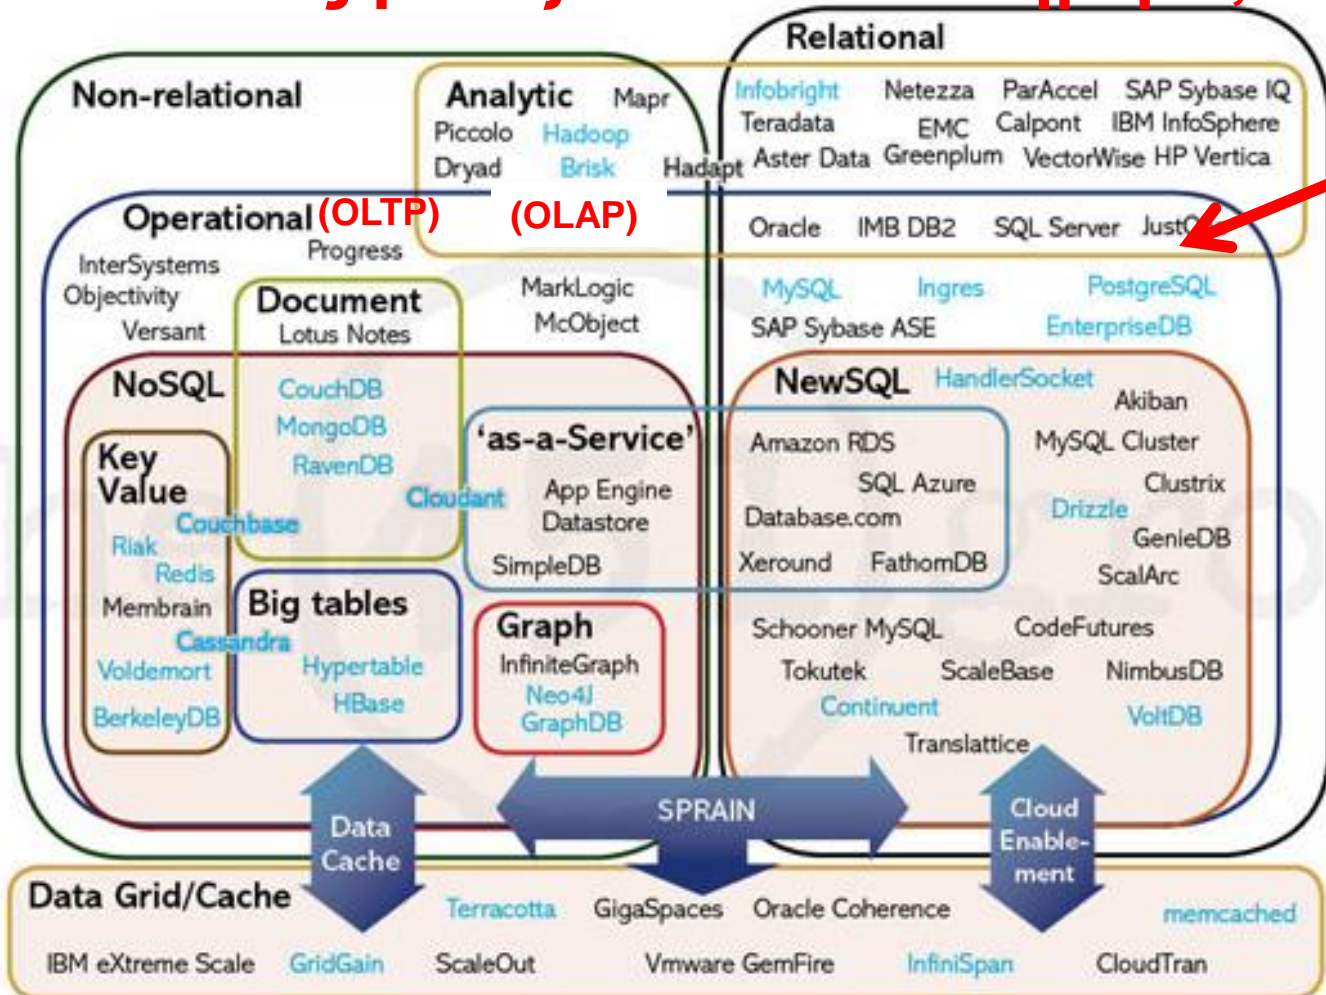 Relational
Non-relational
Analytic Mapr
Piccolo Hadoop
Dryad Brisk Hadapt
Infobright Netezza ParAccel SAP Sybase IQ
Teradata EMC Calpont IBM InfoSphere
Aster Data Greenplum VectorWise HP Vertica
Operational (OLTP) (OLAP)
Oracle IMB DB2 SQL Server
Progress
InterSystems
Objectivity
Versant
MarkLogic
McObject
MySQL Ingres PostgreSQL
SAP Sybase ASE EnterpriseDB
Document
Lotus Notes
NoSQL
CouchDB
MongoDB
RavenDB
Cloudant
Key
Value
Couchbase
Riak
Redis
Membrain
Cassandra
Voldemort
BerkeleyDB
Big tables
Hypertable
HBase
'as-a-Service'
App Engine
Datastore
SimpleDB
Graph
InfiniteGraph
Neo4J
GraphDB
NewSQL HandlerSocket
Akiban
Amazon RDS MySQL Cluster
SQL Azure Clustrix
Database.com Drizzle
GenieDB
Xeround FathomDB
ScalArc
Schooner MySQL CodeFutures
Tokutek ScaleBase NimbusDB
Continuent VoltDB
Translattice
Data
Cache
SPRAIN
Cloud
Enable-
ment
Data Grid/Cache
Terracotta GigaSpaces Oracle Coherence memcached
IBM eXtreme Scale GridGain ScaleOut Vmware GemFire InfiniSpan CloudTran